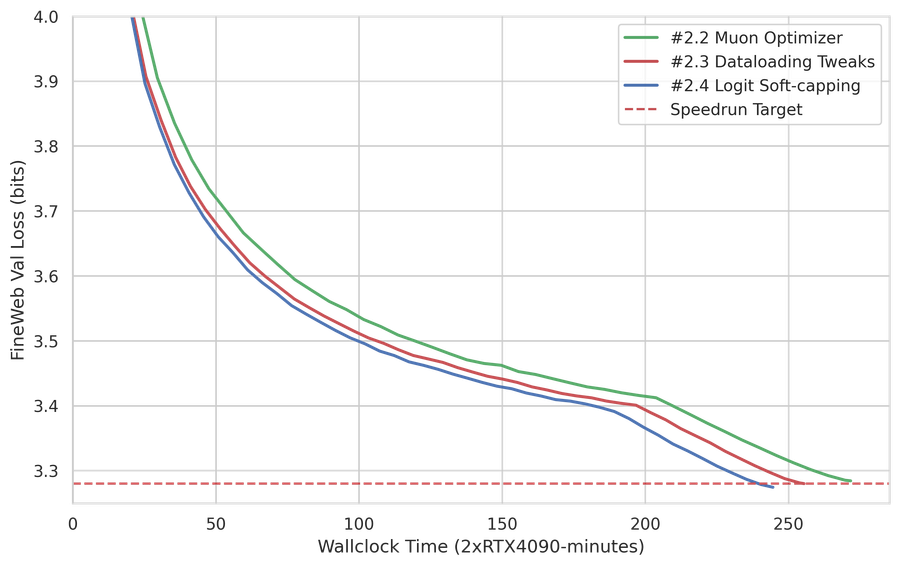 4.0
3.9
3.8
3.7
3.6
3.5
3.4
3.3
FineWeb Val Loss (bits)
#2.2 Muon Optimizer
#2.3 Dataloading Tweaks
#2.4 Logit Soft-capping
Speedrun Target
0 50 100 150 200 250
Wallclock Time (2xRTX4090-minutes)